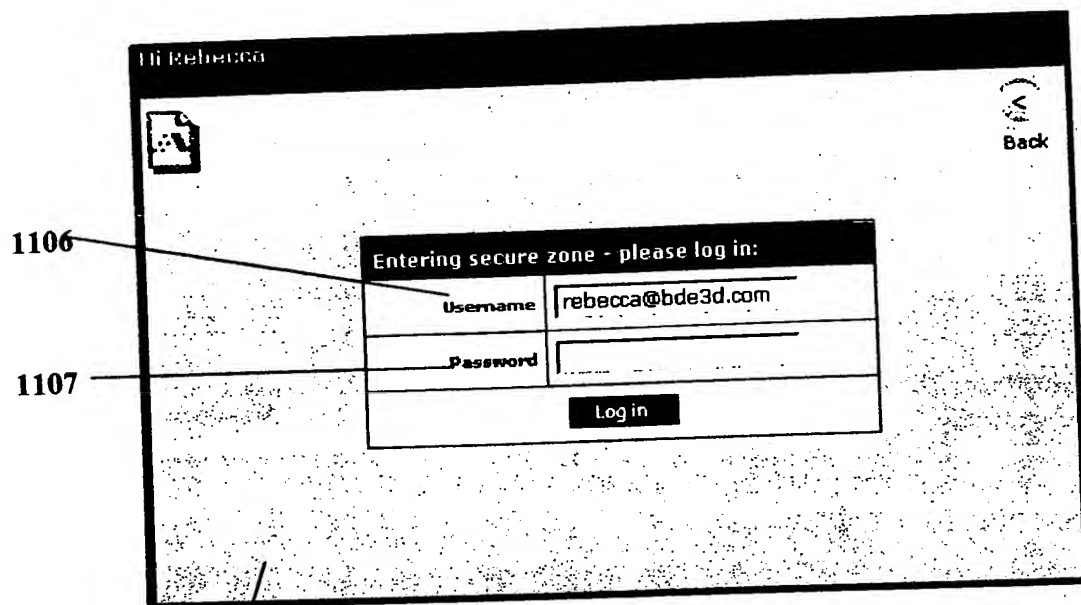 Hi Rebecca
<
Back
1106
Entering secure zone - please log in:
Username rebecca@bde3d.com
1107
Password
Log in